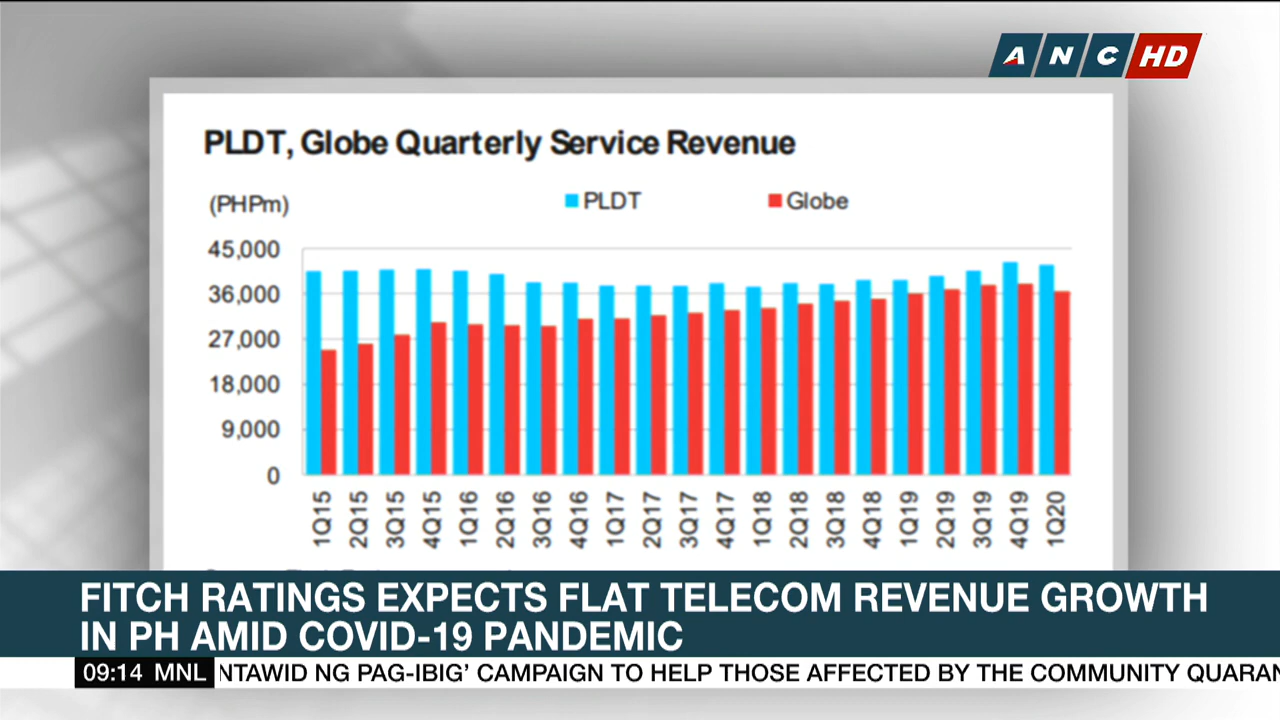 ANC HD
PLDT, Globe Quarterly Service Revenue
(PHPm)
PLDT
Globe
45,000
36,000
27,000
18,000
9,000
0
1Q15 2Q15 3Q15 4Q15 1Q16 2Q16 3Q16 4Q16 1Q17 2Q17 3Q17 4Q17 1Q18 2Q18 3Q18 4Q18 1Q19 2Q19 3Q19 4Q19 1Q20
FITCH RATINGS EXPECTS FLAT TELECOM REVENUE GROWTH
IN PH AMID COVID-19 PANDEMIC
09:14 MNL NTAWID NG PAG-IBIG’ CAMPAIGN TO HELP THOSE AFFECTED BY THE COMMUNITY QUARAN